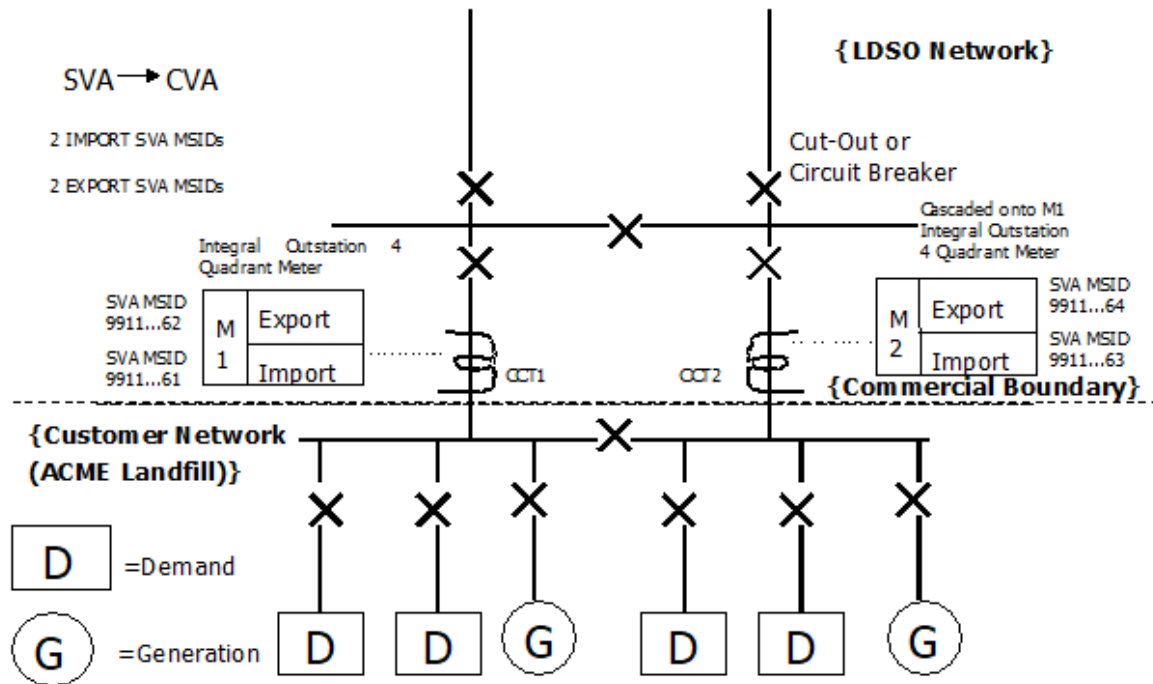 {LDSO Network}
SVA → CVA
2 IMPORT SVA MSIDs
2 EXPORT SVA MSIDs
Cut-Out or
Circuit Breaker
Cascaded onto M1
Integral Outstation
4 Quadrant Meter
Integral Outstation 4
Quadrant Meter
SVA MSID
9911...62
SVA MSID
9911...61
M
1
Export
Import
CCT1
CCT2
M
2
Export
Import
SVA MSID
9911...64
SVA MSID
9911...63
{Commercial Boundary}
{Customer Network
(ACME Landfill)}
D
=Demand
G
=Generation
D
D
G
D
D
G